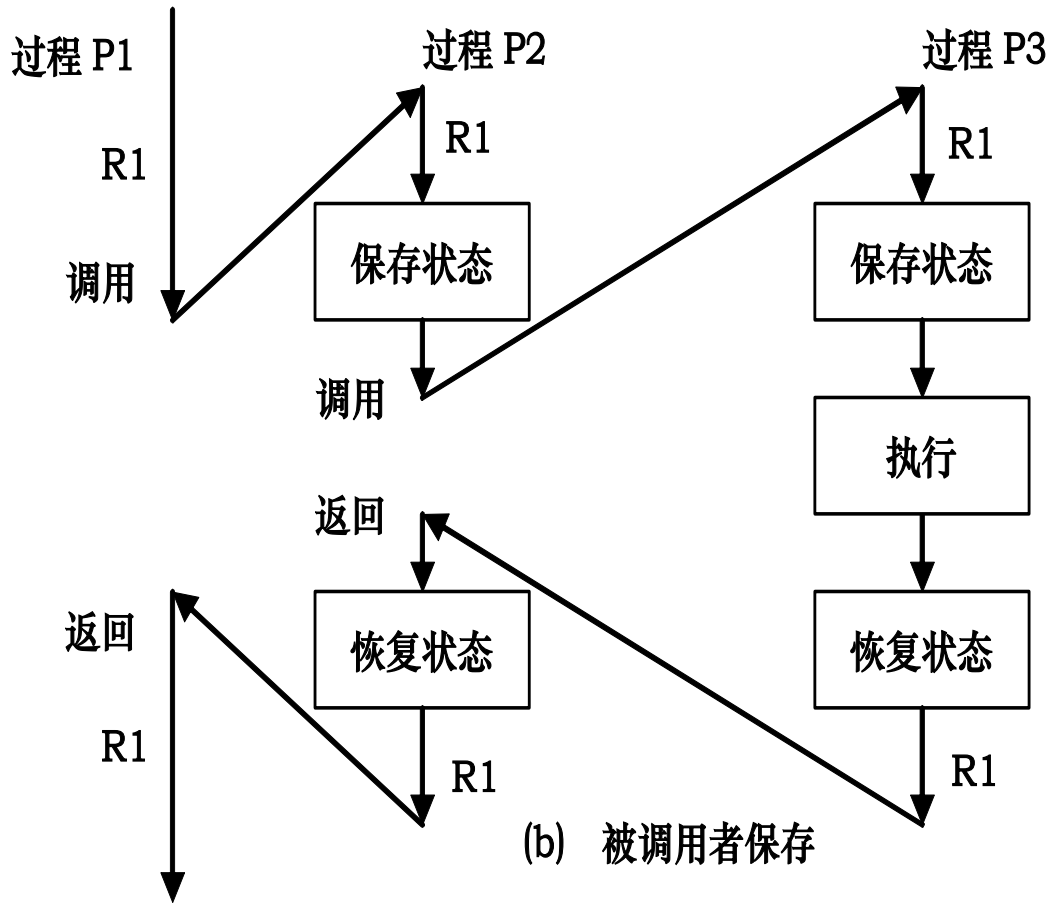 过程 P1
过程 P2
过程 P3
R1
R1
R1
调用
保存状态
保存状态
调用
执行
返回
返回
恢复状态
恢复状态
R1
R1
R1
(b) 被调用者保存